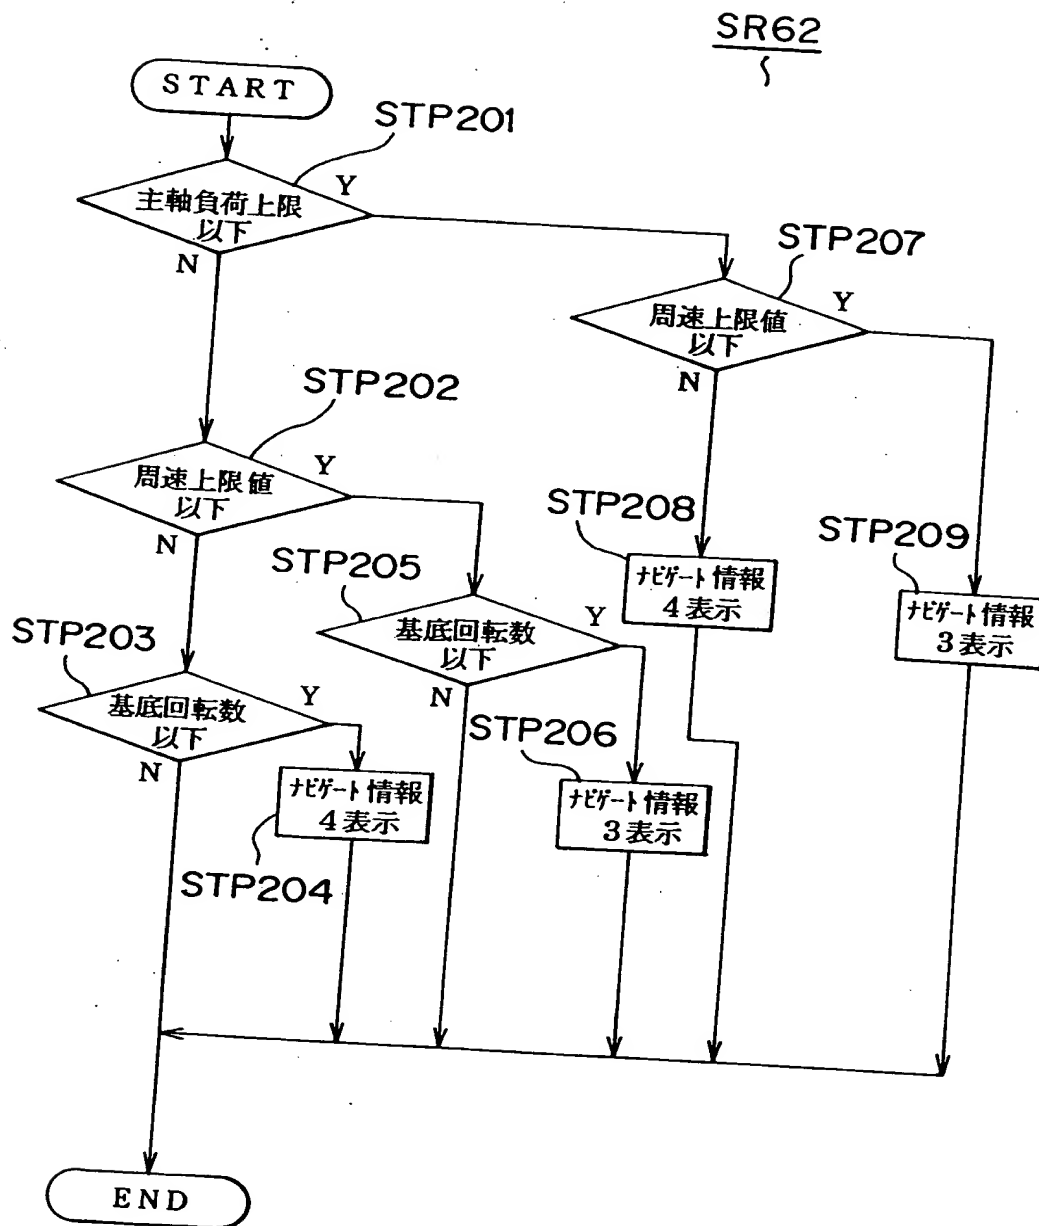 SR62
START
STP201
主軸負荷上限
以下
Y
N
STP207
周速上限値
以下
Y
N
STP202
周速上限値
以下
Y
N
STP208
ナビゲート情報
4表示
STP209
ナビゲート情報
3表示
STP205
基底回転数
以下
Y
N
STP203
基底回転数
以下
Y
N
STP206
ナビゲート情報
3表示
ナビゲート情報
4表示
STP204
END